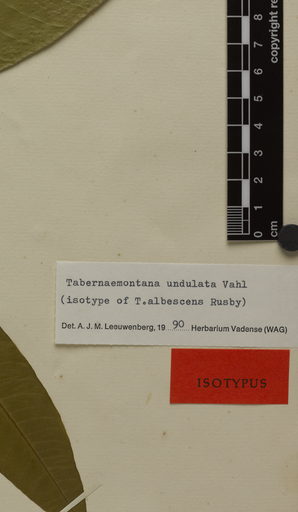 8
7
6
5
4
3
2
1
0
cm
copyright re
Tabernaemontana undulata Vahl
(isotype of T.albescens Rusby)
Det. A. J. M. Leeuwenberg, 19 90 Herbarium Vadense (WAG)
ISOTYPUS